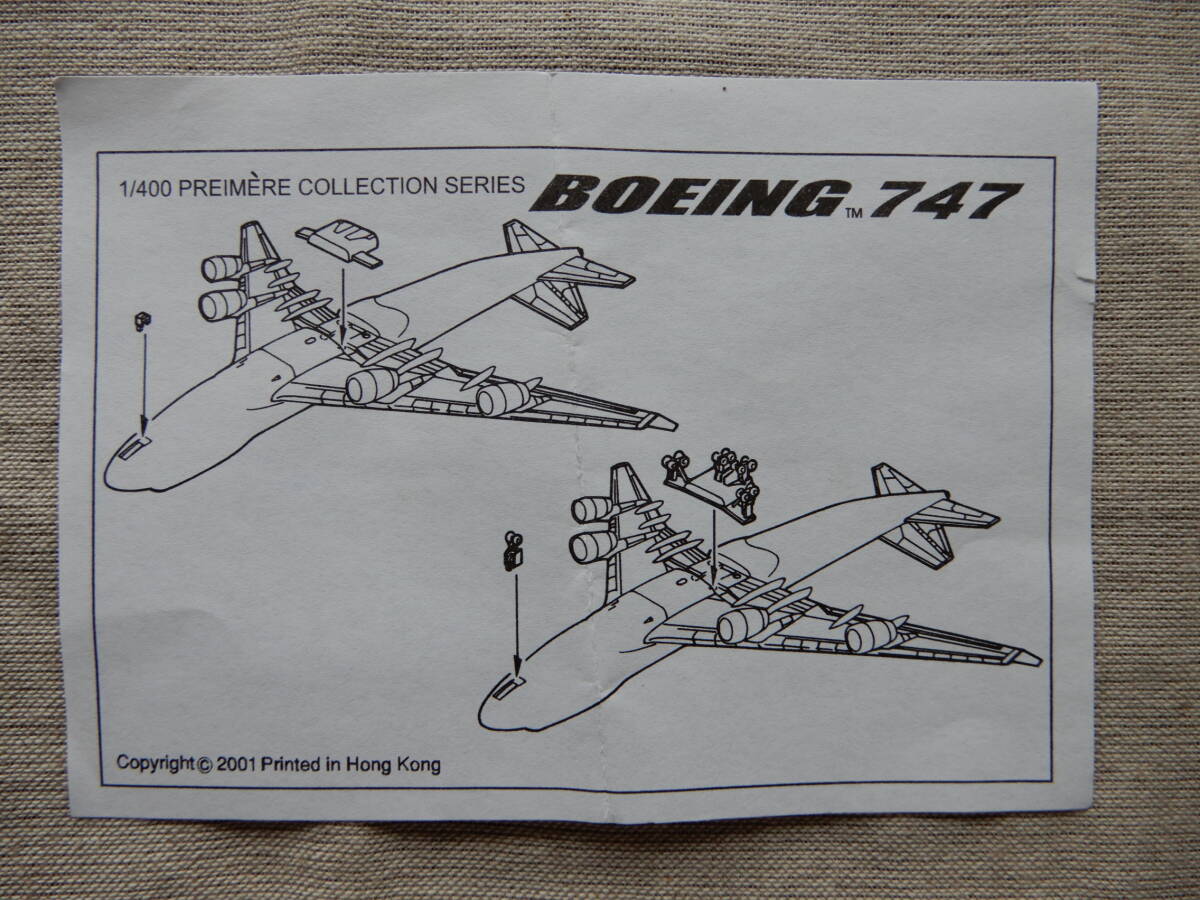 1/400 PREIMÈRE COLLECTION SERIES BOEING™ 747
Copyright© 2001 Printed in Hong Kong